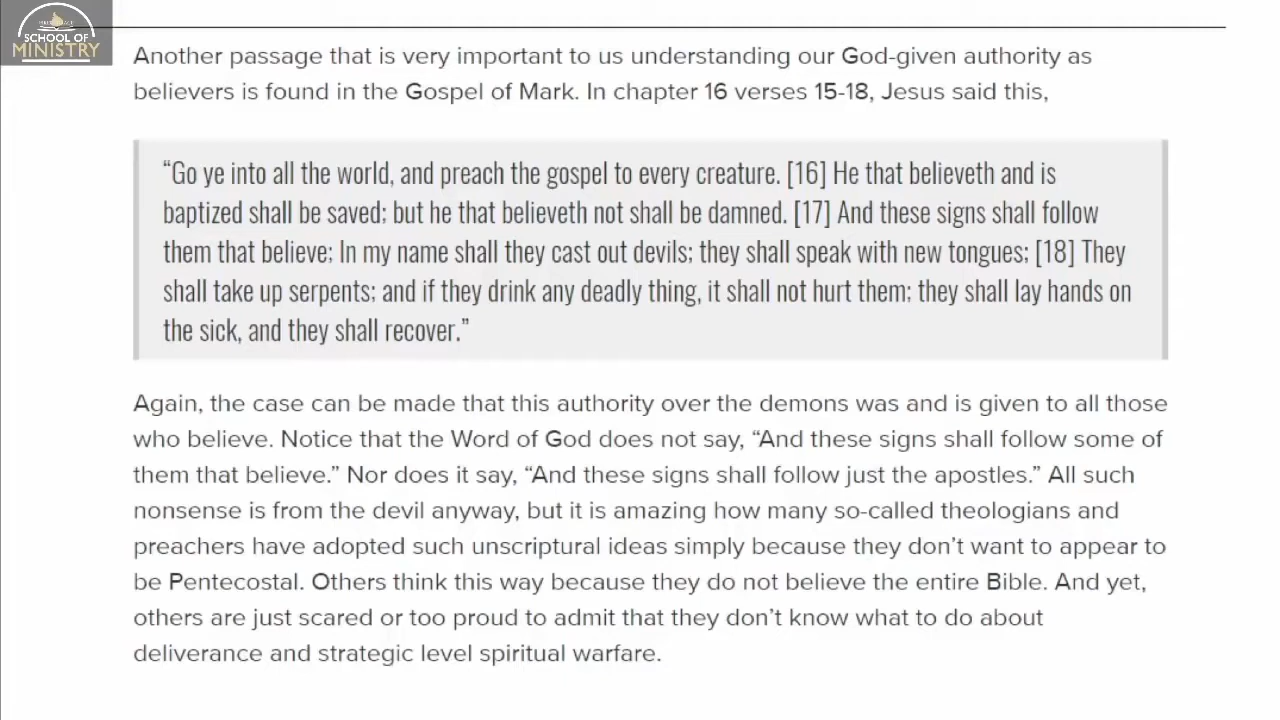 SCHOOL OF
MINISTRY
Another passage that is very important to us understanding our God-given authority as
believers is found in the Gospel of Mark. In chapter 16 verses 15-18, Jesus said this,
“Go ye into all the world, and preach the gospel to every creature. [16] He that believeth and is
baptized shall be saved; but he that believeth not shall be damned. [17] And these signs shall follow
them that believe; In my name shall they cast out devils; they shall speak with new tongues; [18] They
shall take up serpents; and if they drink any deadly thing, it shall not hurt them; they shall lay hands on
the sick, and they shall recover.”
Again, the case can be made that this authority over the demons was and is given to all those
who believe. Notice that the Word of God does not say, “And these signs shall follow some of
them that believe.” Nor does it say, “And these signs shall follow just the apostles.” All such
nonsense is from the devil anyway, but it is amazing how many so-called theologians and
preachers have adopted such unscriptural ideas simply because they don’t want to appear to
be Pentecostal. Others think this way because they do not believe the entire Bible. And yet,
others are just scared or too proud to admit that they don’t know what to do about
deliverance and strategic level spiritual warfare.